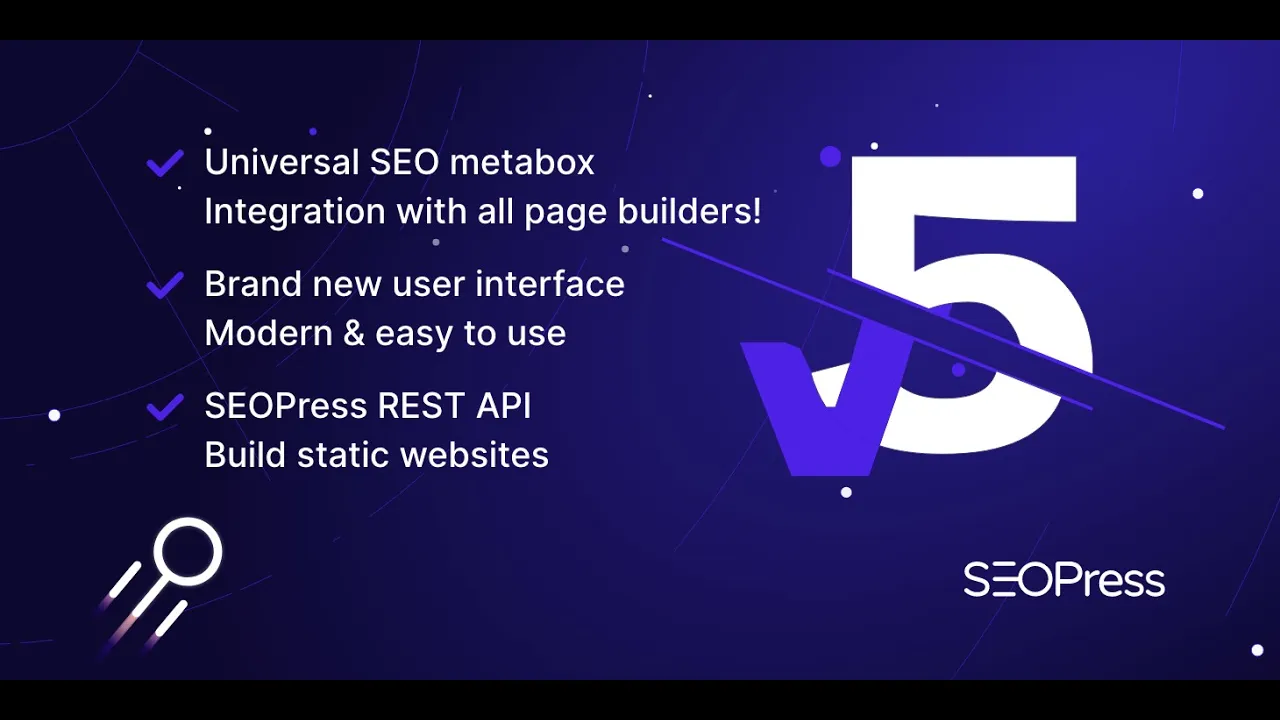 Universal SEO metabox
Integration with all page builders!
Brand new user interface
Modern & easy to use
SEOPress REST API
Build static websites
v5
SEOPress